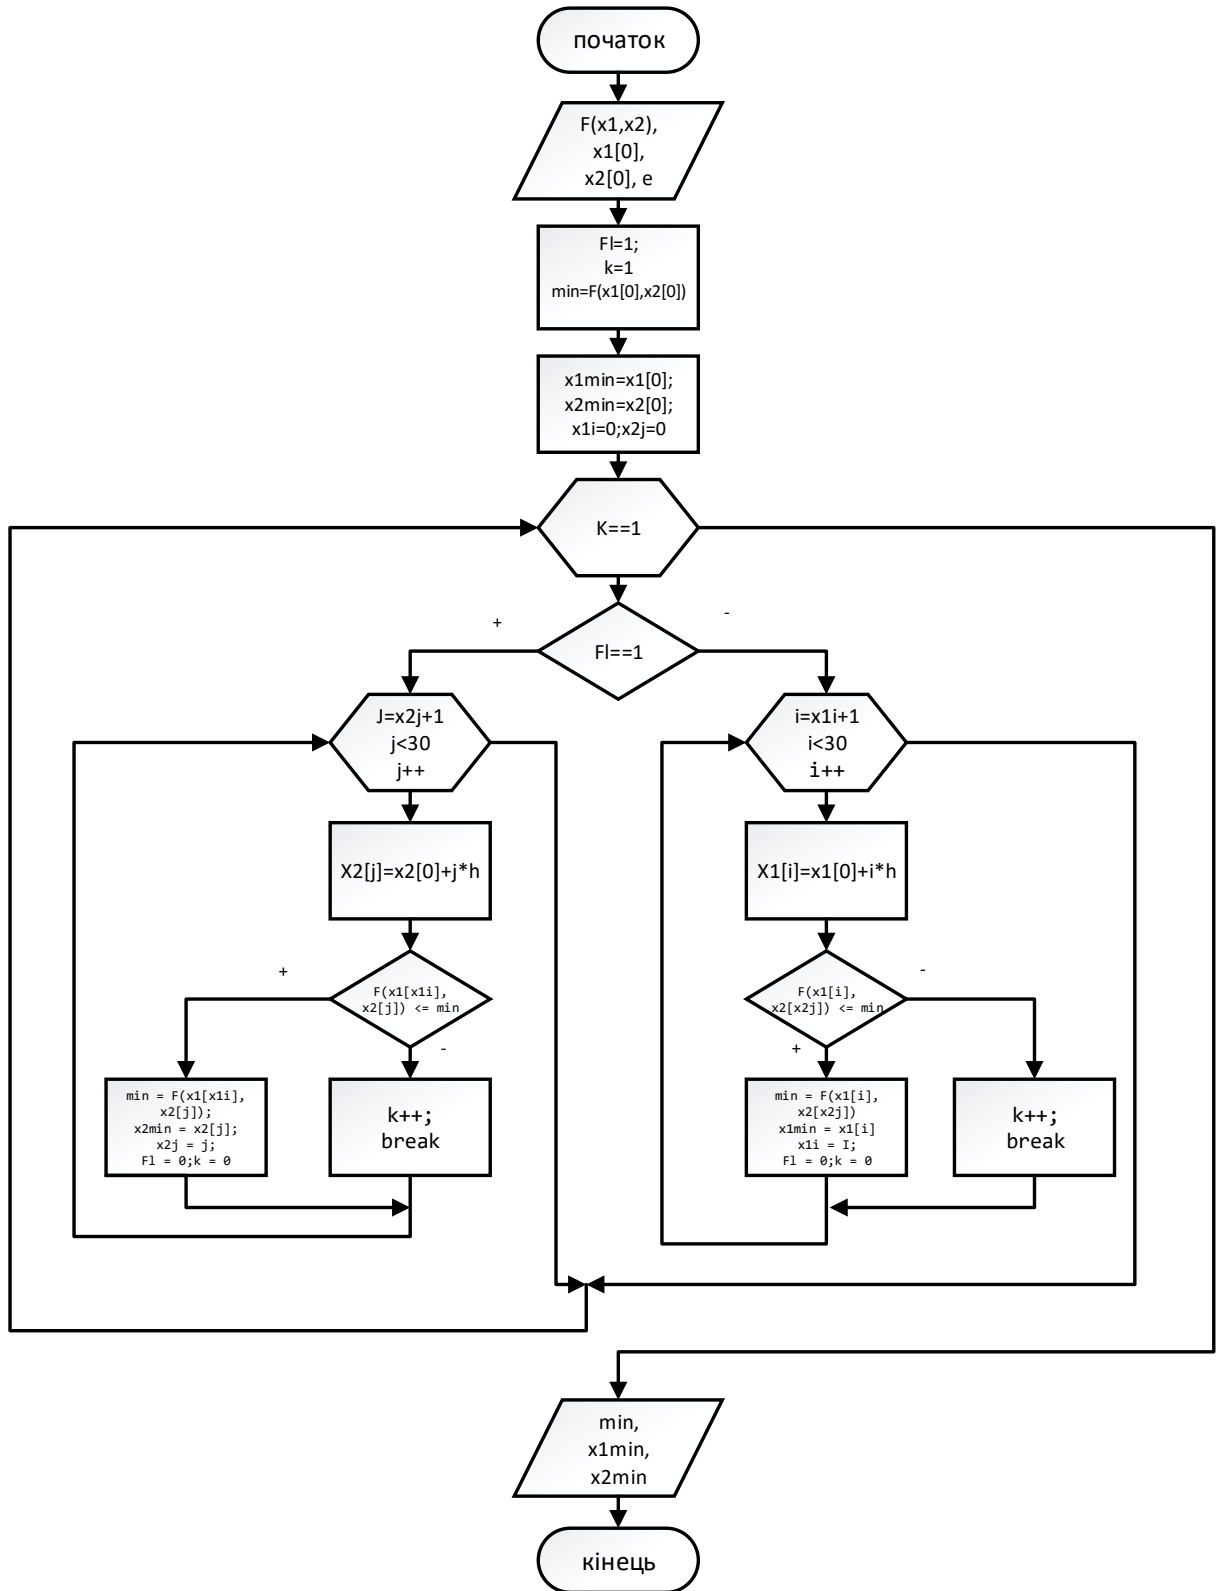 початок
F(x1,x2),
x1[0],
x2[0], e
Fl=1;
k=1
min=F(x1[0],x2[0])
x1min=x1[0];
x2min=x2[0];
x1i=0;x2j=0
K==1
+
-
Fl==1
J=x2j+1
j<30
j++
i=x1i+1
i<30
i++
X2[j]=x2[0]+j*h
X1[i]=x1[0]+i*h
+
F(x1[x1i],
x2[j]) <= min
-
F(x1[i],
x2[x2j]) <= min
-
+
min = F(x1[x1i],
x2[j]);
x2min = x2[j];
x2j = j;
Fl = 0;k = 0
k++;
break
min = F(x1[i],
x2[x2j])
x1min = x1[i]
x1i = I;
Fl = 0;k = 0
k++;
break
min,
x1min,
x2min
кінець